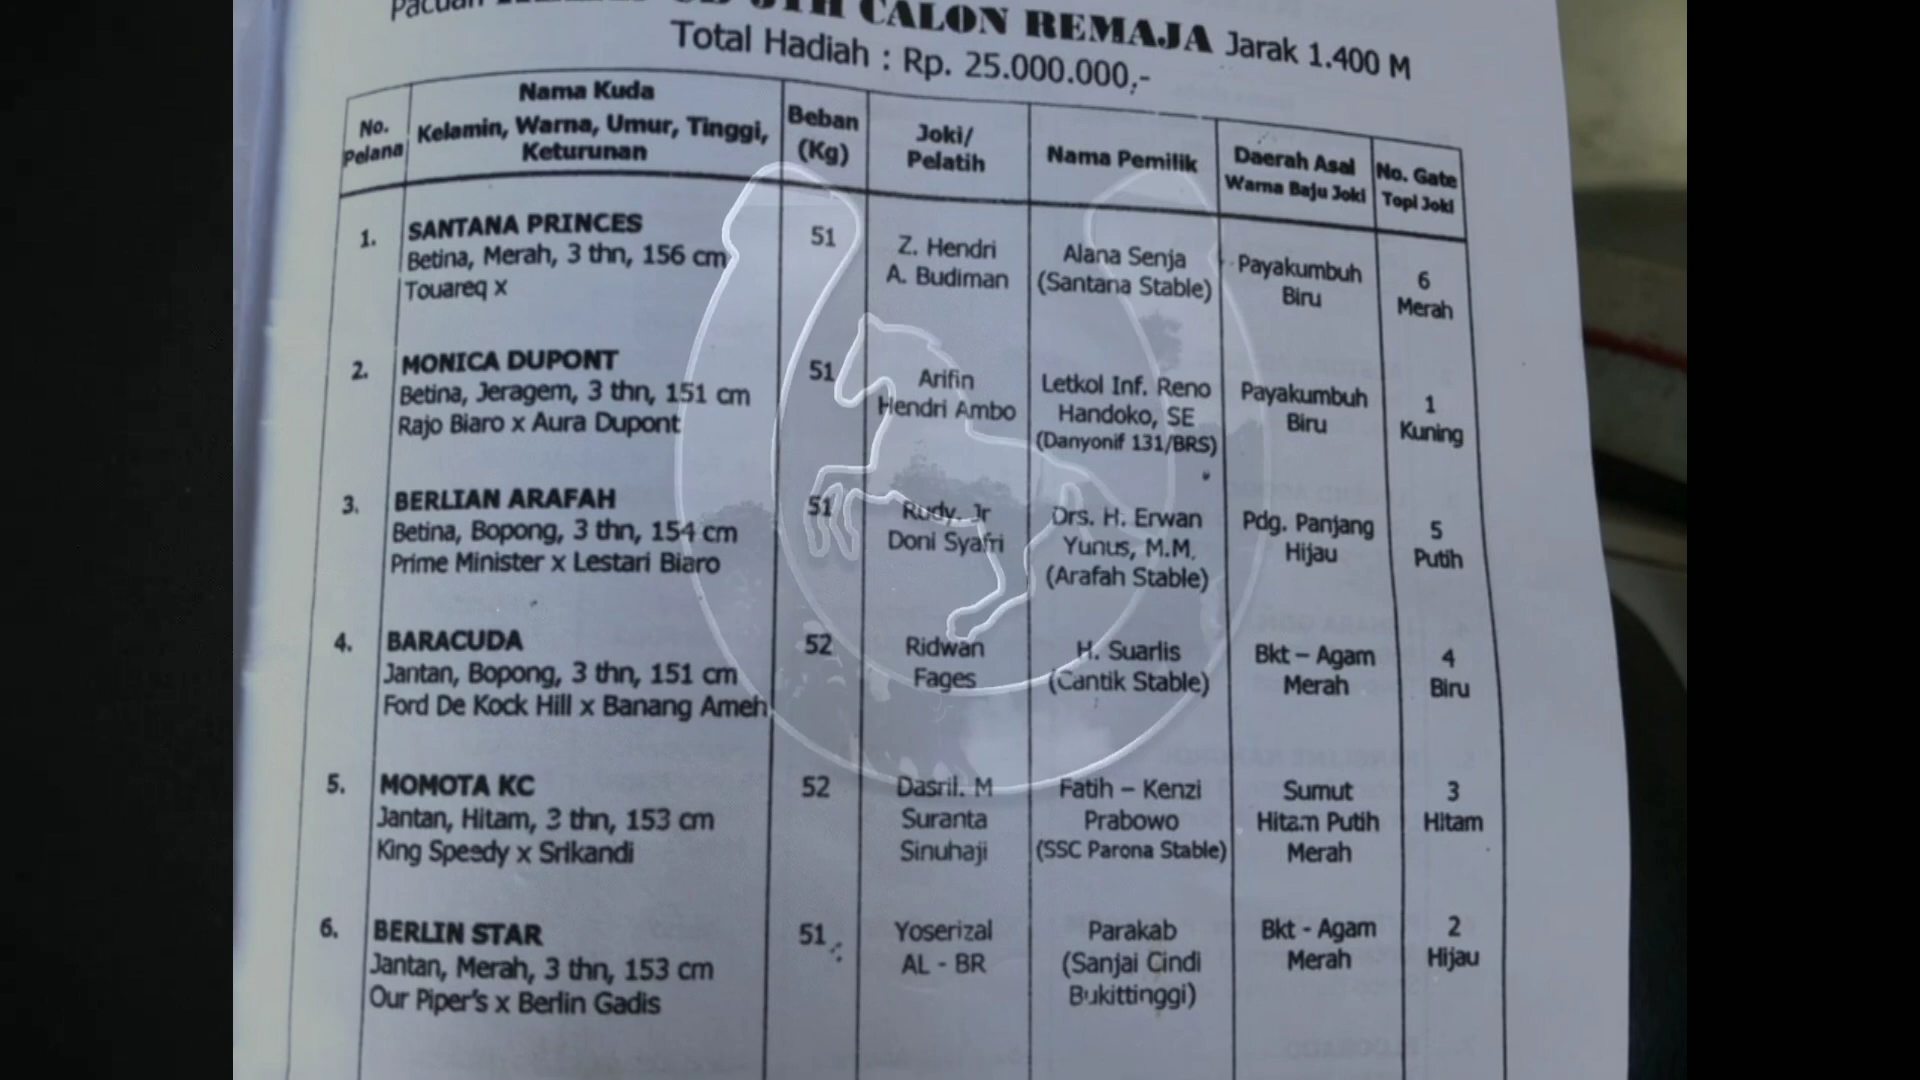 Pacuan CALON REMAJA Jarak 1.400 M
Total Hadiah : Rp. 25.000.000,-
No. Pelana
Nama Kuda
Kelamin, Warna, Umur, Tinggi,
Keturunan
Beban (Kg)
Joki/ Pelatih
Nama Pemilik
Daerah Asal
Warna Baju Joki
No. Gate
Topi Joki
1. SANTANA PRINCES 51 Z. Hendri Alana Senja Payakumbuh 6
Betina, Merah, 3 thn, 156 cm A. Budiman (Santana Stable) Biru Merah
Touareq x
2. MONICA DUPONT 51 Arifin Letkol Inf. Reno Payakumbuh 1
Betina, Jeragem, 3 thn, 151 cm Hendri Ambo Handoko, SE Biru Kuning
Rajo Biaro x Aura Dupont (Danyonif 131/BRS)
3. BERLIAN ARAFAH 51 Rudy. Jr Drs. H. Erwan Pdg. Panjang 5
Betina, Bopong, 3 thn, 154 cm Doni Syafri Yunus, M.M. Hijau Putih
Prime Minister x Lestari Biaro (Arafah Stable)
4. BARACUDA 52 Ridwan H. Suarlis Bkt – Agam 4
Jantan, Bopong, 3 thn, 151 cm Fages (Cantik Stable) Merah Biru
Ford De Kock Hill x Banang Ameh
5. MOMOTA KC 52 Dasril. M Fatih – Kenzi Sumut 3
Jantan, Hitam, 3 thn, 153 cm Suranta Prabowo Hitam Putih Hitam
King Speedy x Srikandi Sinuhaji (SSC Parona Stable) Merah
6. BERLIN STAR 51 Yoserizal Parakab Bkt - Agam 2
Jantan, Merah, 3 thn, 153 cm AL - BR (Sanjai Cindi Merah Hijau
Our Piper's x Berlin Gadis Bukittinggi)